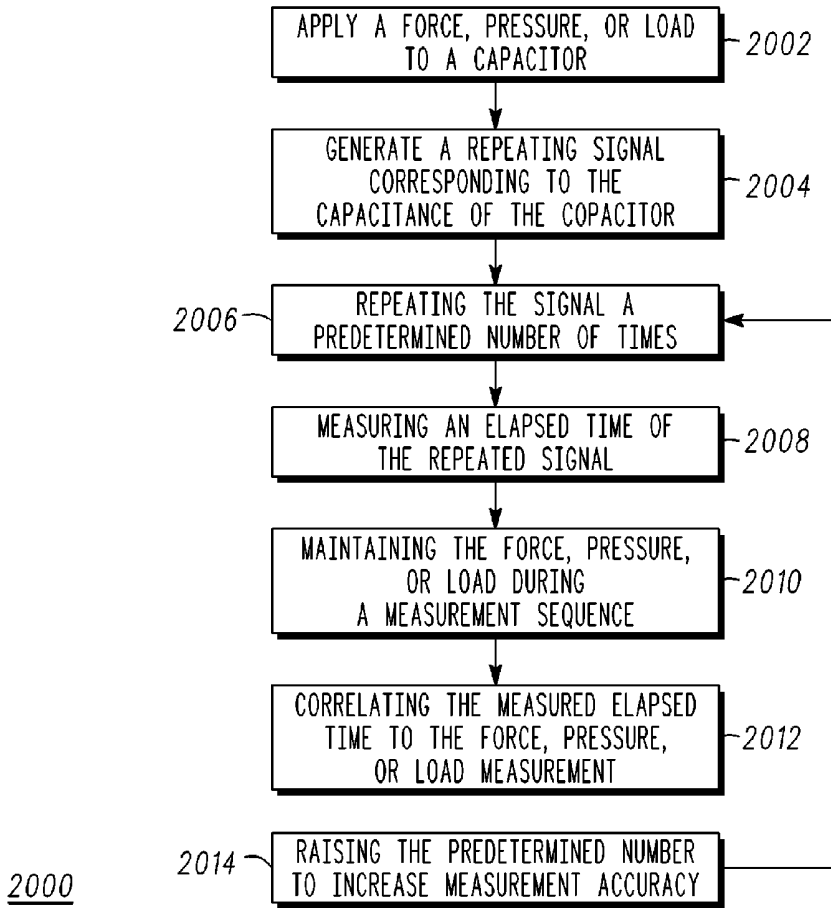 APPLY A FORCE, PRESSURE, OR LOAD
TO A CAPACITOR
2002
GENERATE A REPEATING SIGNAL
CORRESPONDING TO THE
CAPACITANCE OF THE COPACITOR
2004
2006
REPEATING THE SIGNAL A
PREDETERMINED NUMBER OF TIMES
MEASURING AN ELAPSED TIME OF
THE REPEATED SIGNAL
2008
MAINTAINING THE FORCE, PRESSURE,
OR LOAD DURING
A MEASUREMENT SEQUENCE
2010
CORRELATING THE MEASURED ELAPSED
TIME TO THE FORCE, PRESSURE,
OR LOAD MEASUREMENT
2012
2014
RAISING THE PREDETERMINED NUMBER
TO INCREASE MEASUREMENT ACCURACY
2000